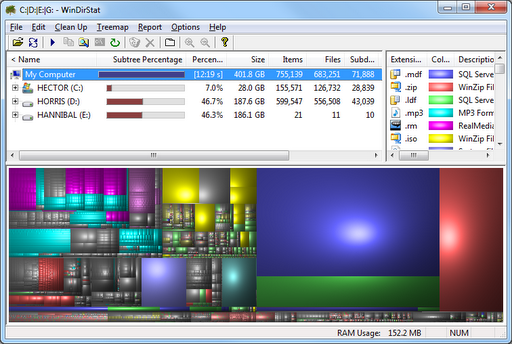 C:|D:|E|G: - WinDirStat
File Edit Clean Up Treemap Report Options Help
< Name Subtree Percentage Percen... Size Items Files Subd...
My Computer [12:19 s] 401.8 GB 755,139 683,251 71,888
HECTOR (C:) 7.0% 28.0 GB 155,571 126,732 28,839
HORRIS (D:) 46.7% 187.6 GB 599,547 556,508 43,039
HANNIBAL (E:) 46.3% 186.1 GB 21 11 10
Extensi... Color Descriptio
.mdf SQL Serve
.zip WinZip File
.ldf SQL Serve
.mp3 MP3 Form
.rm RealMedia
.iso WinZip File
RAM Usage: 152.2 MB NUM